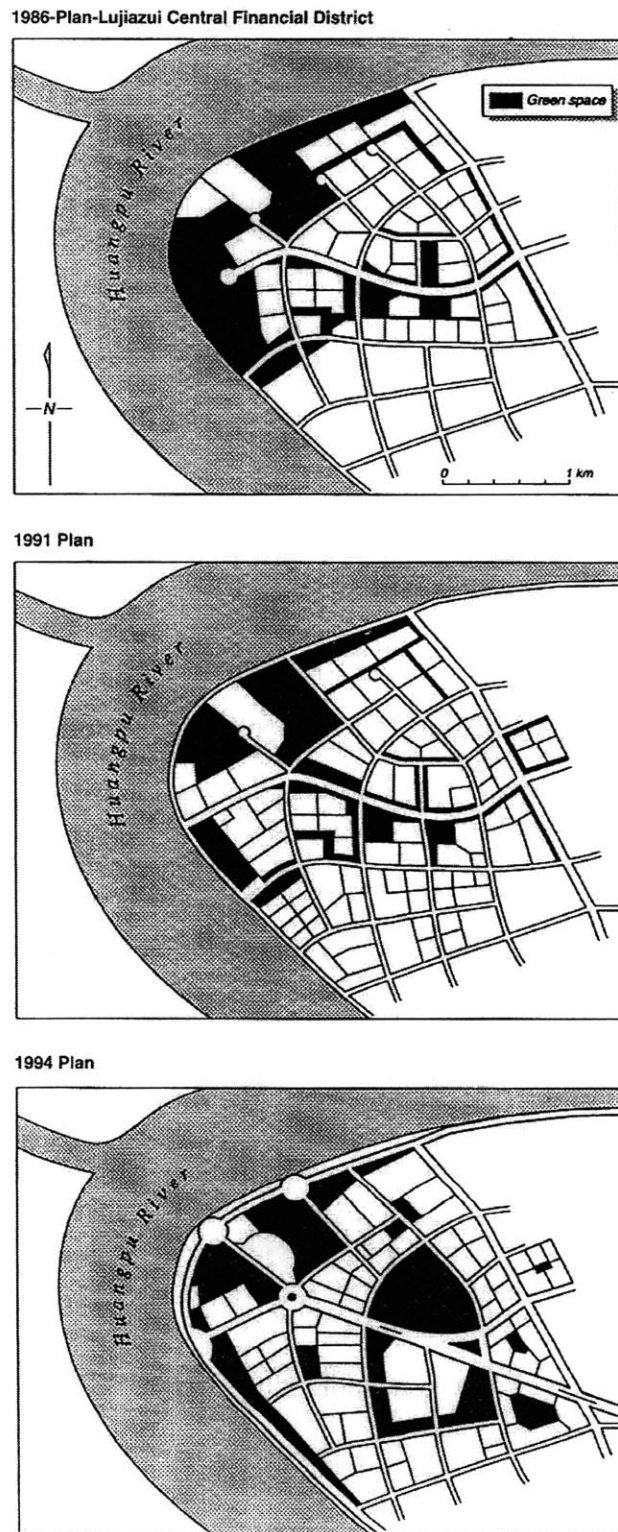 1986-Plan-Lujiazui Central Financial District
Green space
Huangpu River
N
0 1 km
1991 Plan
Huangpu River
1994 Plan
Huangpu River